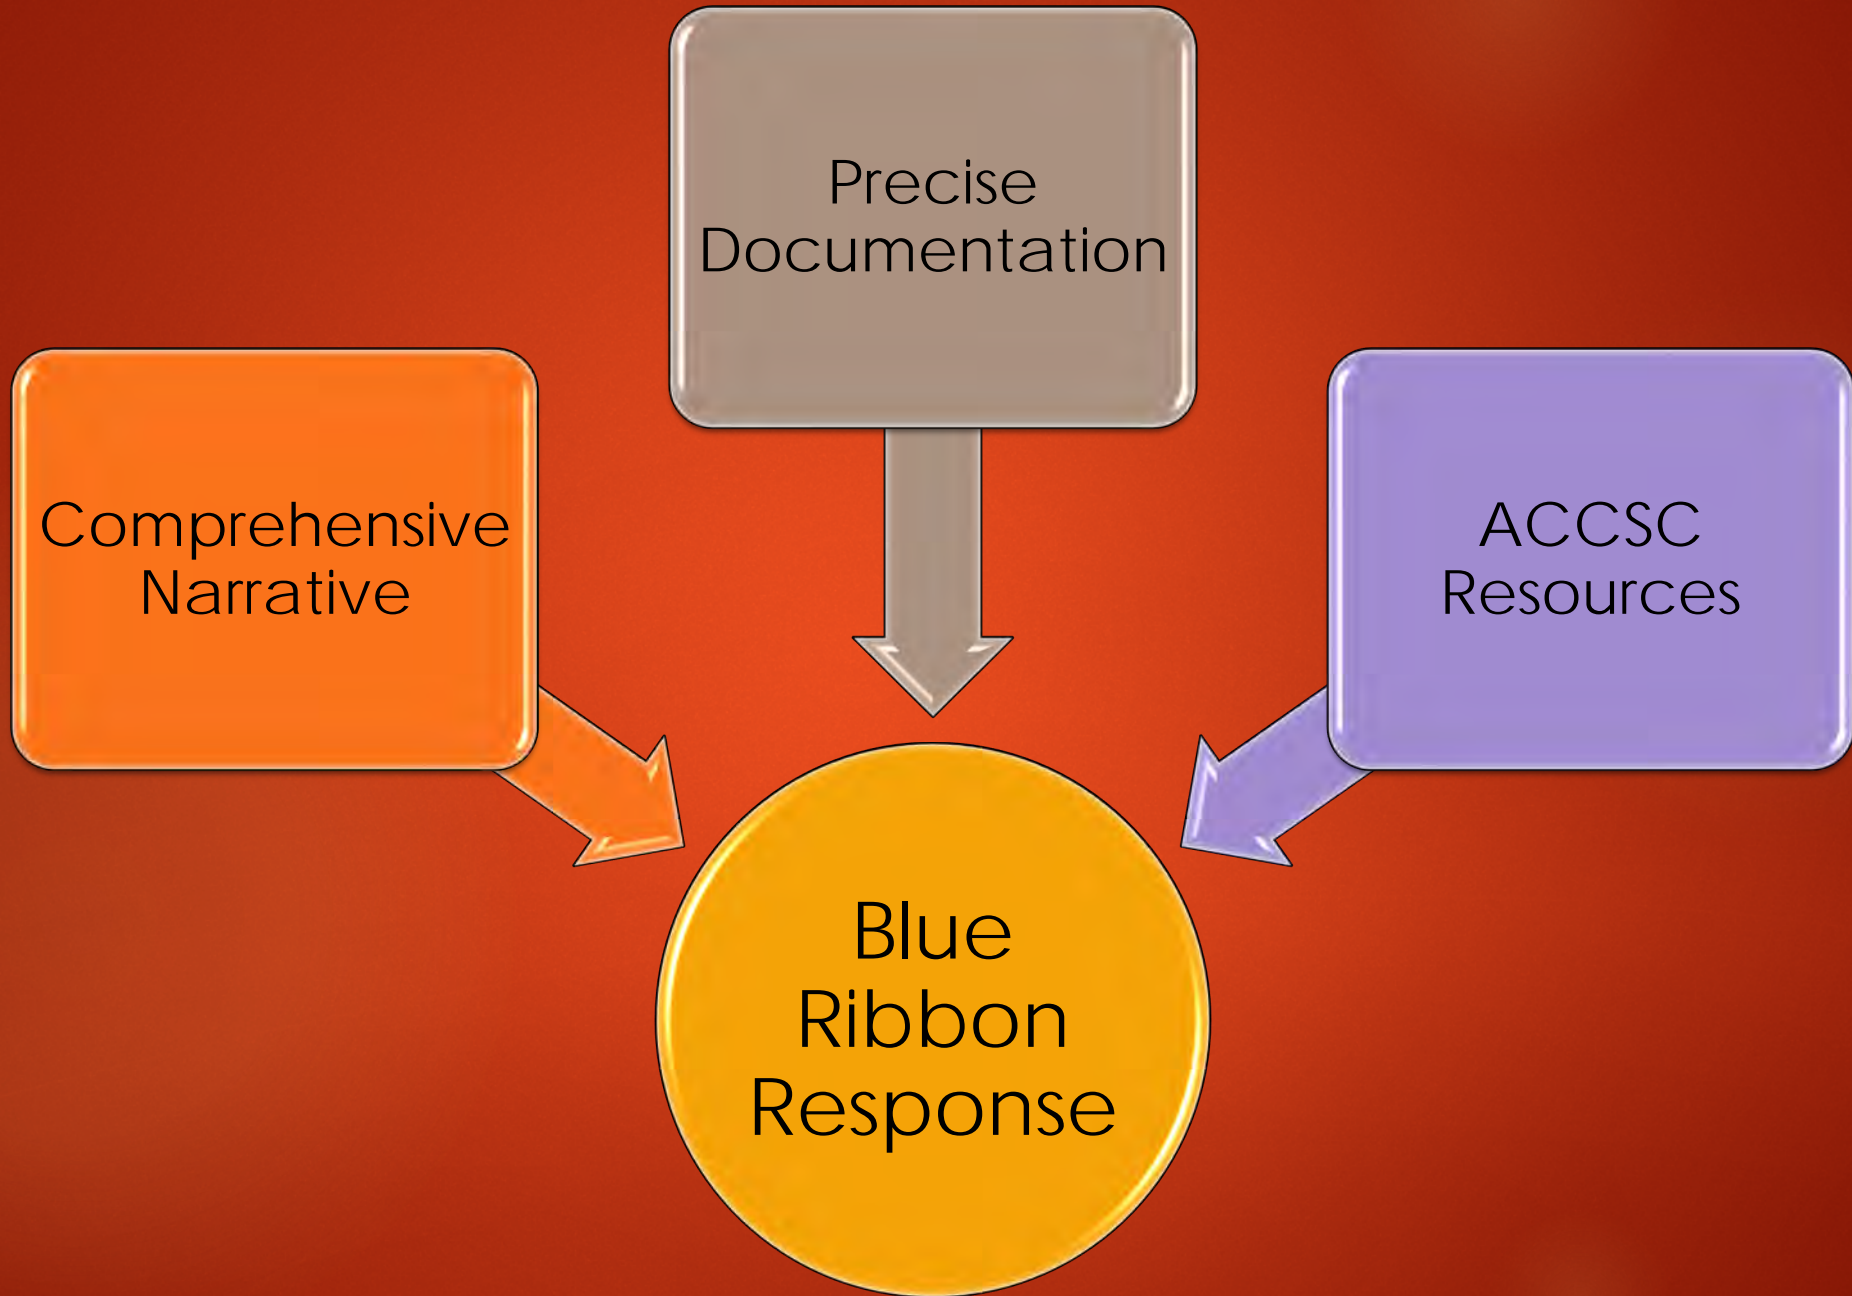 Precise
Documentation
Comprehensive
Narrative
ACCSC
Resources
Blue
Ribbon
Response